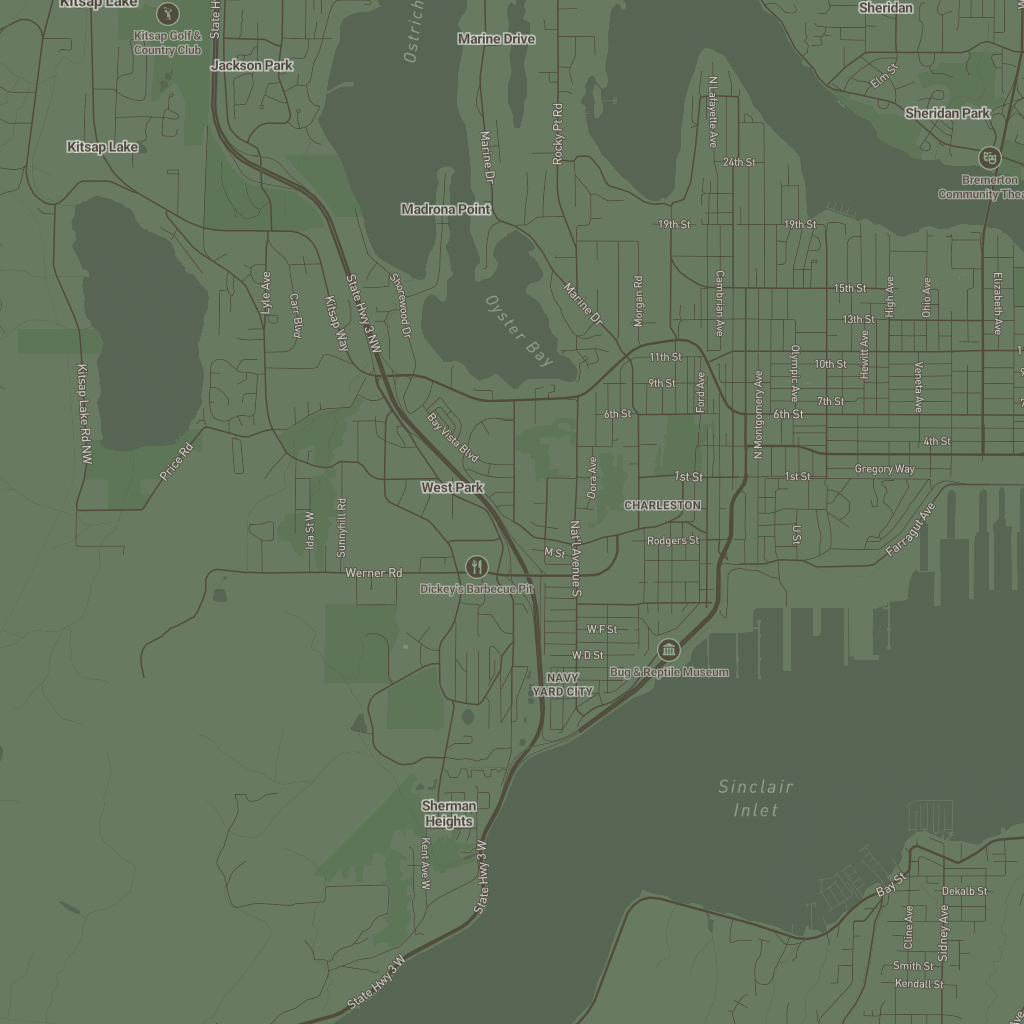 Kitsap Lake
Sheridan
State H
Kitsap Golf &
Country Club
Ostrich
Marine Drive
Jackson Park
Elm St
N Lafayette Ave
Sheridan Park
Rocky Pt Rd
Kitsap Lake
Marine Dr
24th St
Bremerton
Community Thea
Madrona Point
19th St
19th St
Lyle Ave
Carr Blvd
Kitsap Way
State Hwy 3 NW
Shorewood Dr
Oyster Bay
Marine Dr
Morgan Rd
Cambrian Ave
15th St
High Ave
Ohio Ave
Elizabeth Ave
13th St
Hewitt Ave
11th St
Olympic Ave
10th St
Veneta Ave
9th St
Ford Ave
N Montgomery Ave
7th St
6th St
6th St
Kitsap Lake Rd NW
Price Rd
Bay Vista Blvd
4th St
Dora Ave
1st St
1st St
Gregory Way
West Park
CHARLESTON
Ida St W
Sunnyhill Rd
Nat'l Avenue S
M St
Rodgers St
U St
Farragut Ave
Werner Rd
Dickey's Barbecue Pit
W F St
W D St
Bug & Reptile Museum
NAVY
YARD CITY
Sinclair
Inlet
Sherman
Heights
Kent Ave W
State Hwy 3 W
Bay St
Dekalb St
Cline Ave
Sidney Ave
Smith St
Kendall St
State Hwy 3 W